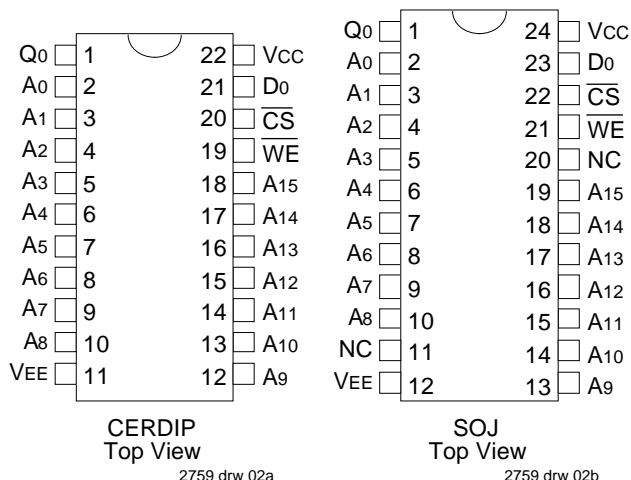 Q0 1 22 VCC
A0 2 21 D0
A1 3 20 C̅S̅
A2 4 19 W̅E̅
A3 5 18 A15
A4 6 17 A14
A5 7 16 A13
A6 8 15 A12
A7 9 14 A11
A8 10 13 A10
VEE 11 12 A9
CERDIP
Top View
2759 drw 02a
Q0 1 24 VCC
A0 2 23 D0
A1 3 22 C̅S̅
A2 4 21 W̅E̅
A3 5 20 NC
A4 6 19 A15
A5 7 18 A14
A6 8 17 A13
A7 9 16 A12
A8 10 15 A11
NC 11 14 A10
VEE 12 13 A9
SOJ
Top View
2759 drw 02b